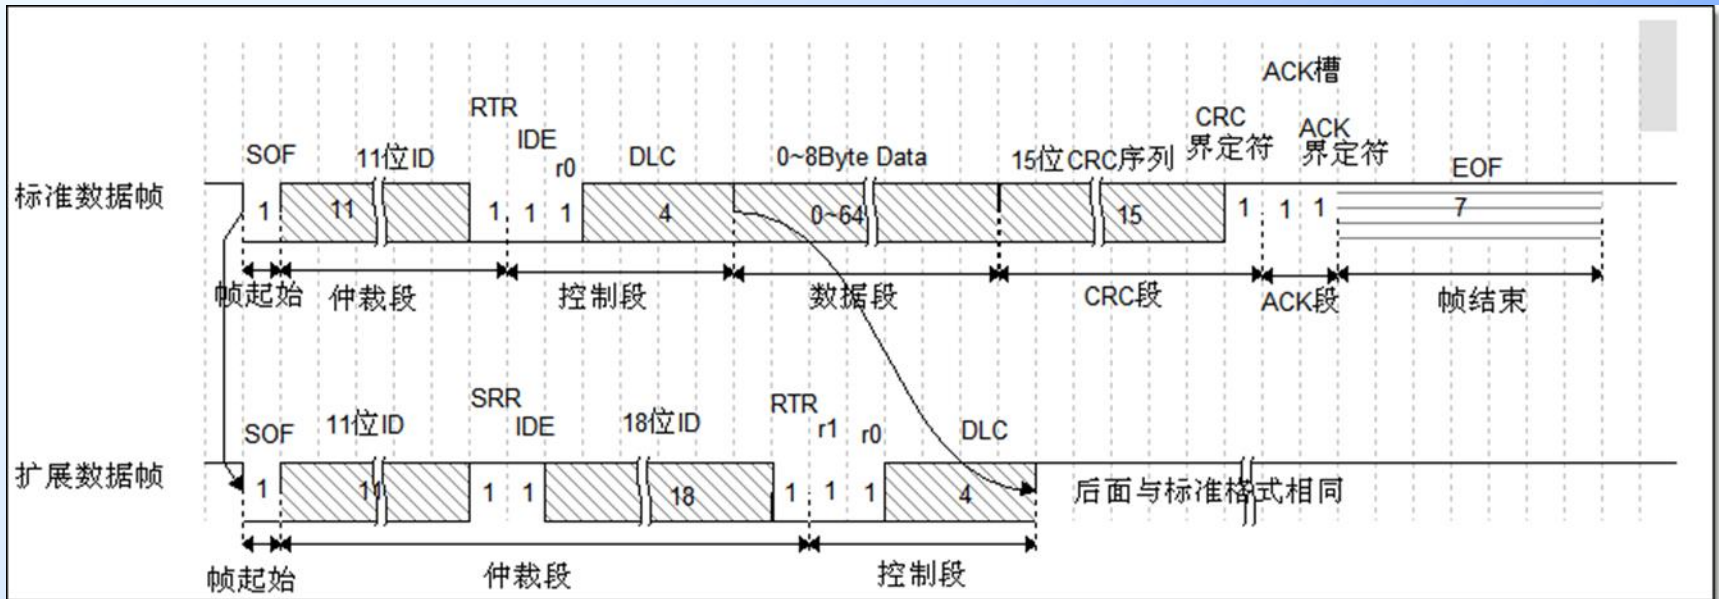 ACK槽
RTR
CRC
ACK
IDE
界定符
界定符
SOF
11位ID
r0
DLC
0~8Byte Data
15位CRC序列
EOF
标准数据帧
1
11
1
1
1
4
0~64
15
1
1
1
7
帧起始
仲裁段
控制段
数据段
CRC段
ACK段
帧结束
SRR
RTR
SOF
11位ID
IDE
18位ID
r1
r0
DLC
扩展数据帧
1
11
1
1
18
1
1
1
4
后面与标准格式相同
帧起始
仲裁段
控制段